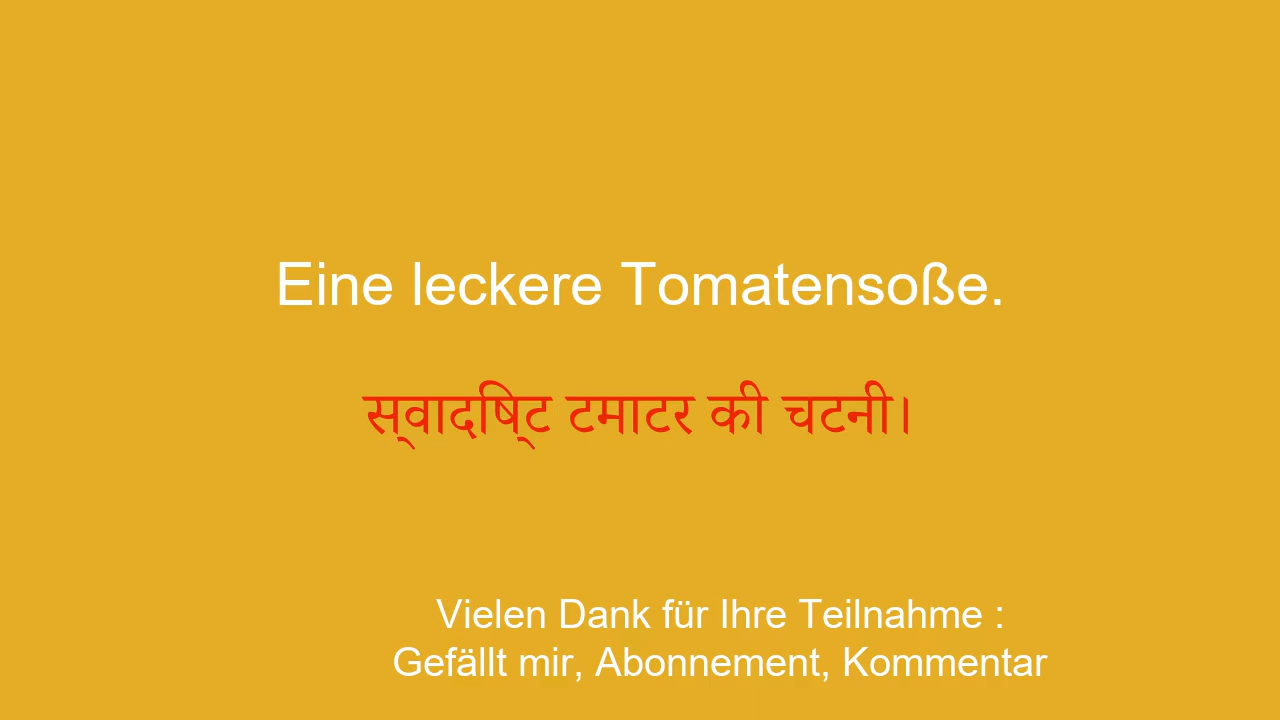 Eine leckere Tomatensoße.
स्वादिष्ट टमाटर की चटनी।
Vielen Dank für Ihre Teilnahme :
Gefällt mir, Abonnement, Kommentar